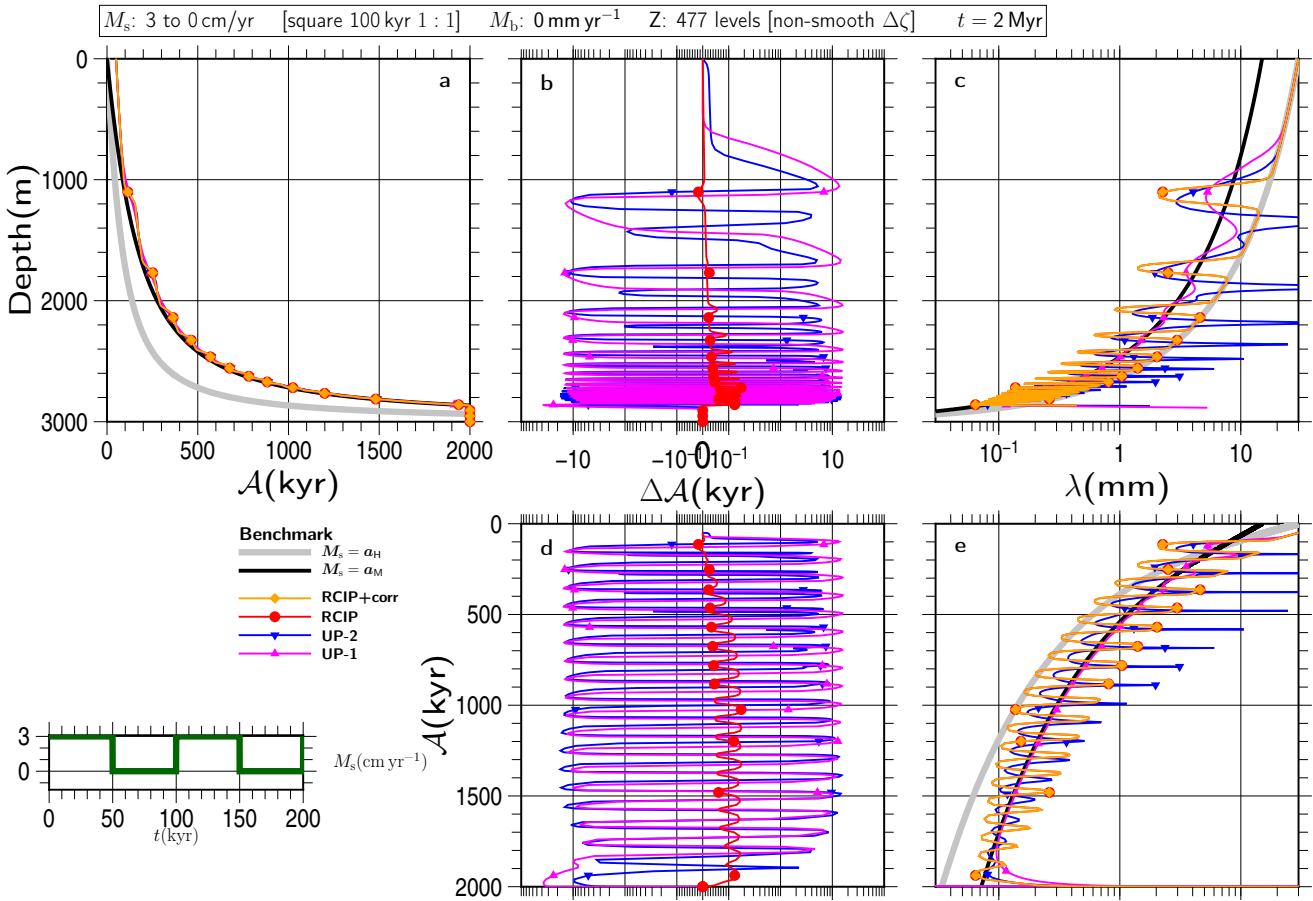 Mₛ: 3 to 0 cm/yr [square 100 kyr 1 : 1] M_b: 0 mm yr⁻¹ Z: 477 levels [non-smooth Δζ] t = 2 Myr
a b c
Depth(m)
0
1000
2000
3000
0 500 1000 1500 2000
𝒜(kyr)
−10 −10⁻¹ 0 10⁻¹ 10
Δ𝒜(kyr)
10⁻¹ 1 10
λ(mm)
Benchmark
Mₛ = a_H
Mₛ = a_M
RCIP+corr
RCIP
UP-2
UP-1
d e
𝒜(kyr)
0
500
1000
1500
2000
3
0
Mₛ(cm yr⁻¹)
0 50 100 150 200
t(kyr)